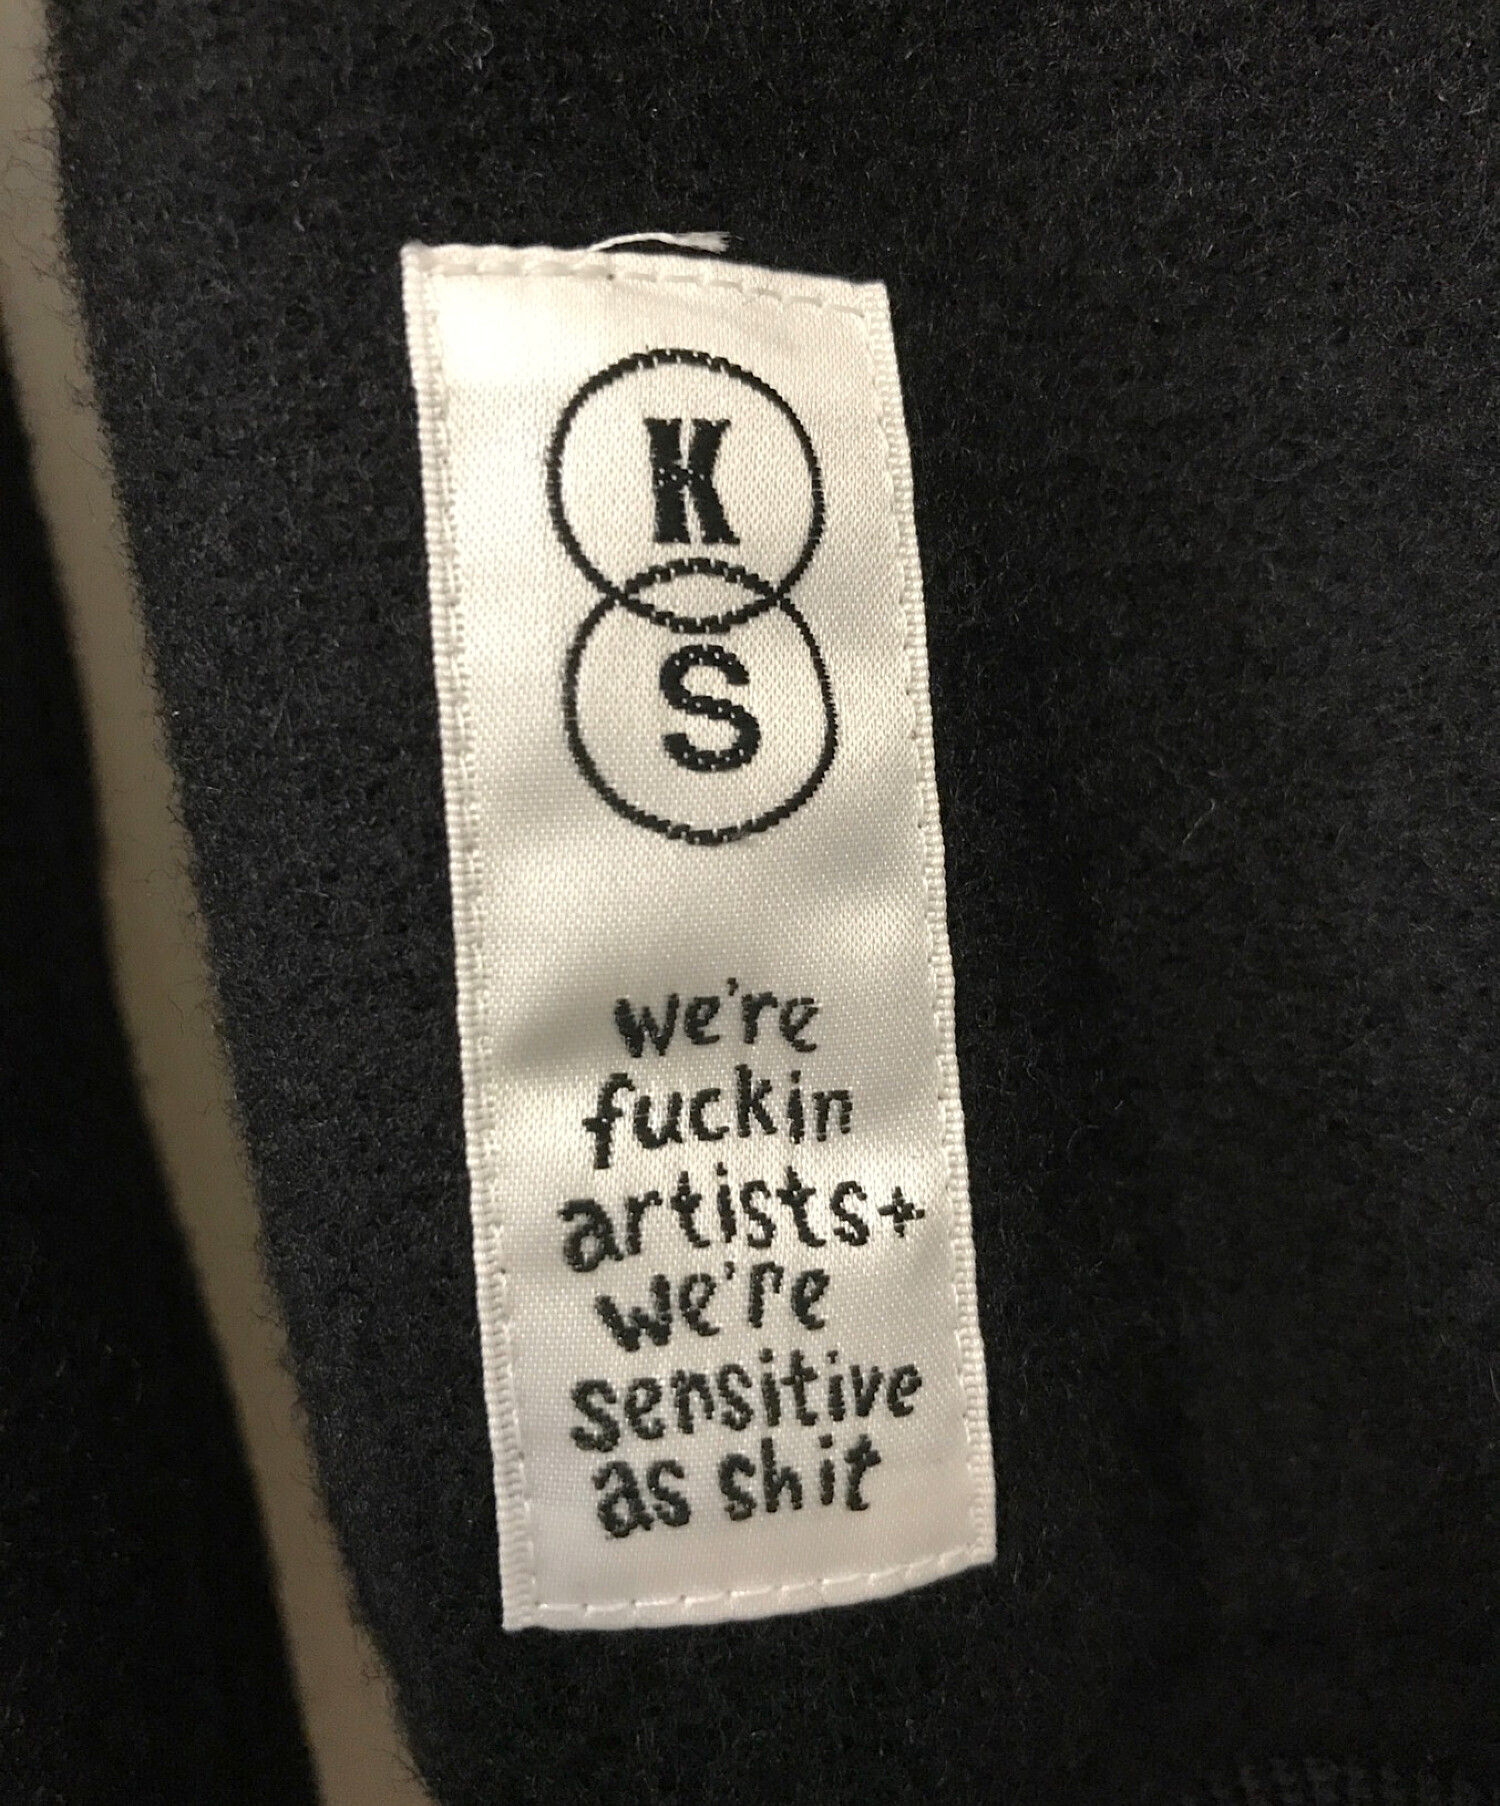 K
S
we're
fuckin
artists+
we're
sensitive
as shit